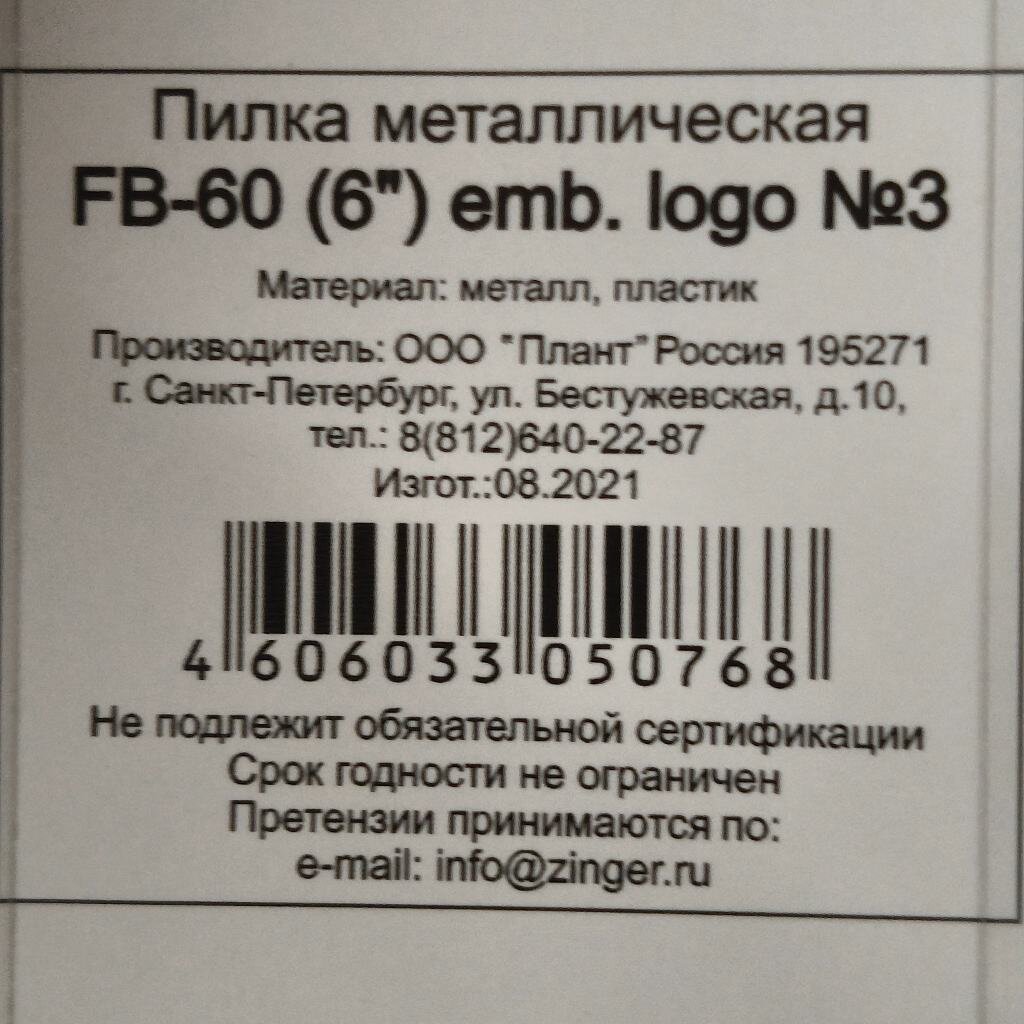 Пилка металлическая
FB-60 (6") emb. logo №3
Материал: металл, пластик
Производитель: ООО "Плант" Россия 195271
г. Санкт-Петербург, ул. Бестужевская, д.10,
тел.: 8(812)640-22-87
Изгот.:08.2021
4 606033 050768
Не подлежит обязательной сертификации
Срок годности не ограничен
Претензии принимаются по:
e-mail: info@zinger.ru